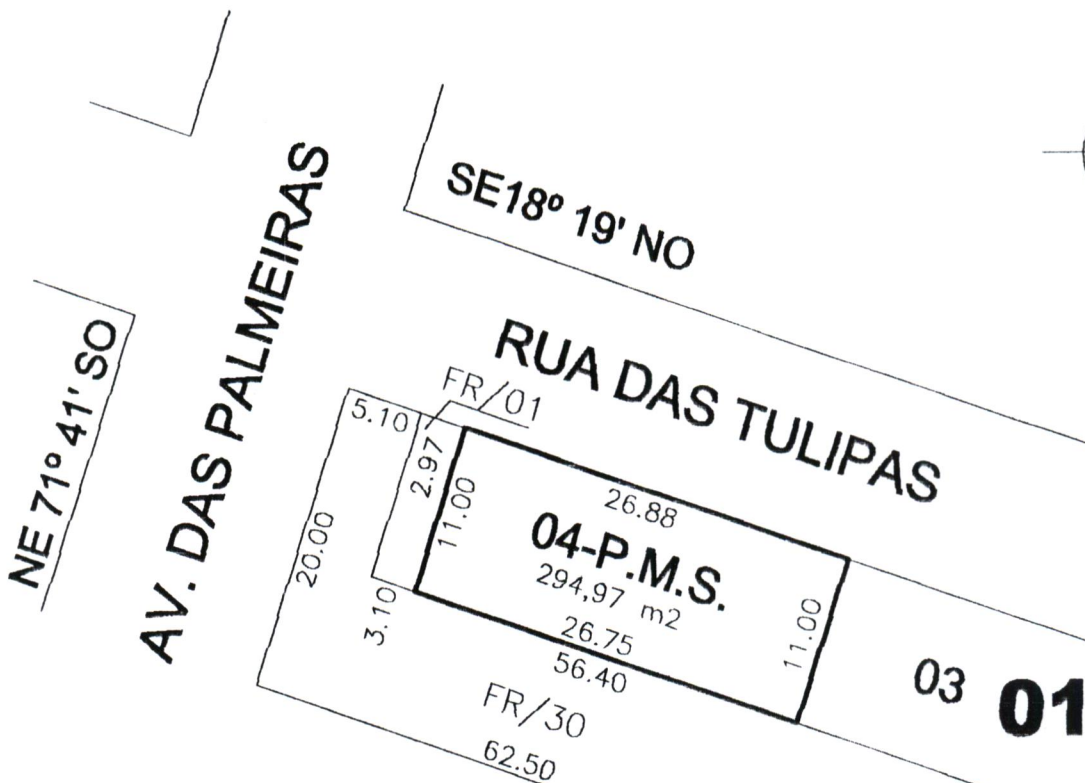 SE18º 19' NO
NE 71º 41' SO
AV. DAS PALMEIRAS
RUA DAS TULIPAS
FR/01
5.10
2.97
11.00
26.88
04-P.M.S.
294,97 m2
26.75
56.40
11.00
20.00
3.10
FR/30
62.50
03
01